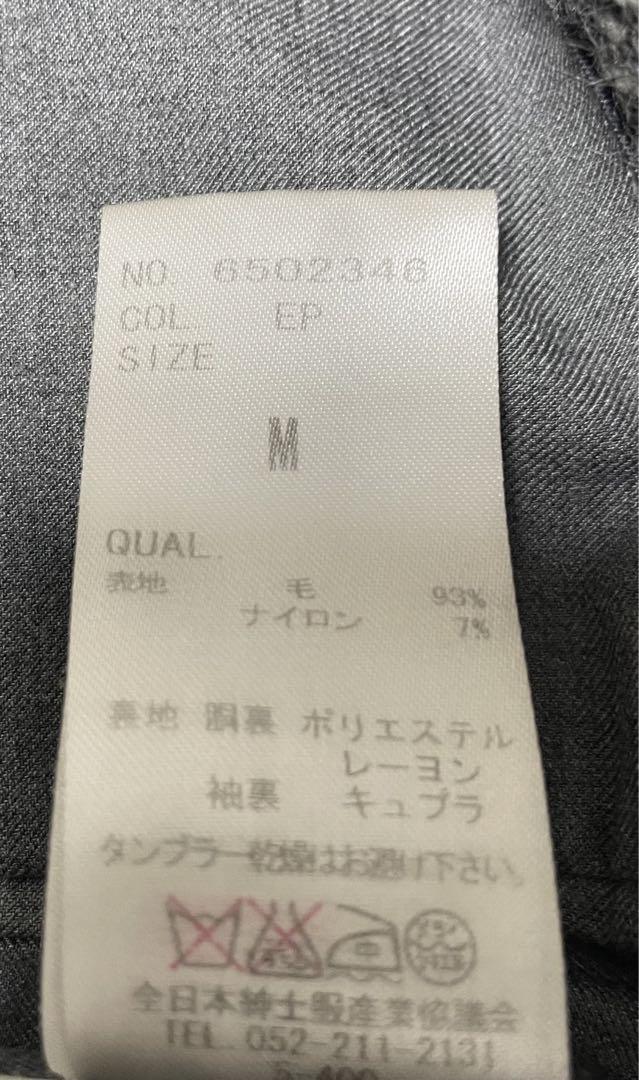 NO. 6502346
COL. EP
SIZE
M
QUAL.
表地 毛 93%
ナイロン 7%
表地 胴裏 ポリエステル
レーヨン
袖裏 キュプラ
タンブラー乾燥はお避け下さい。
中
全日本紳士服産業協議会
TEL.052-211-2131